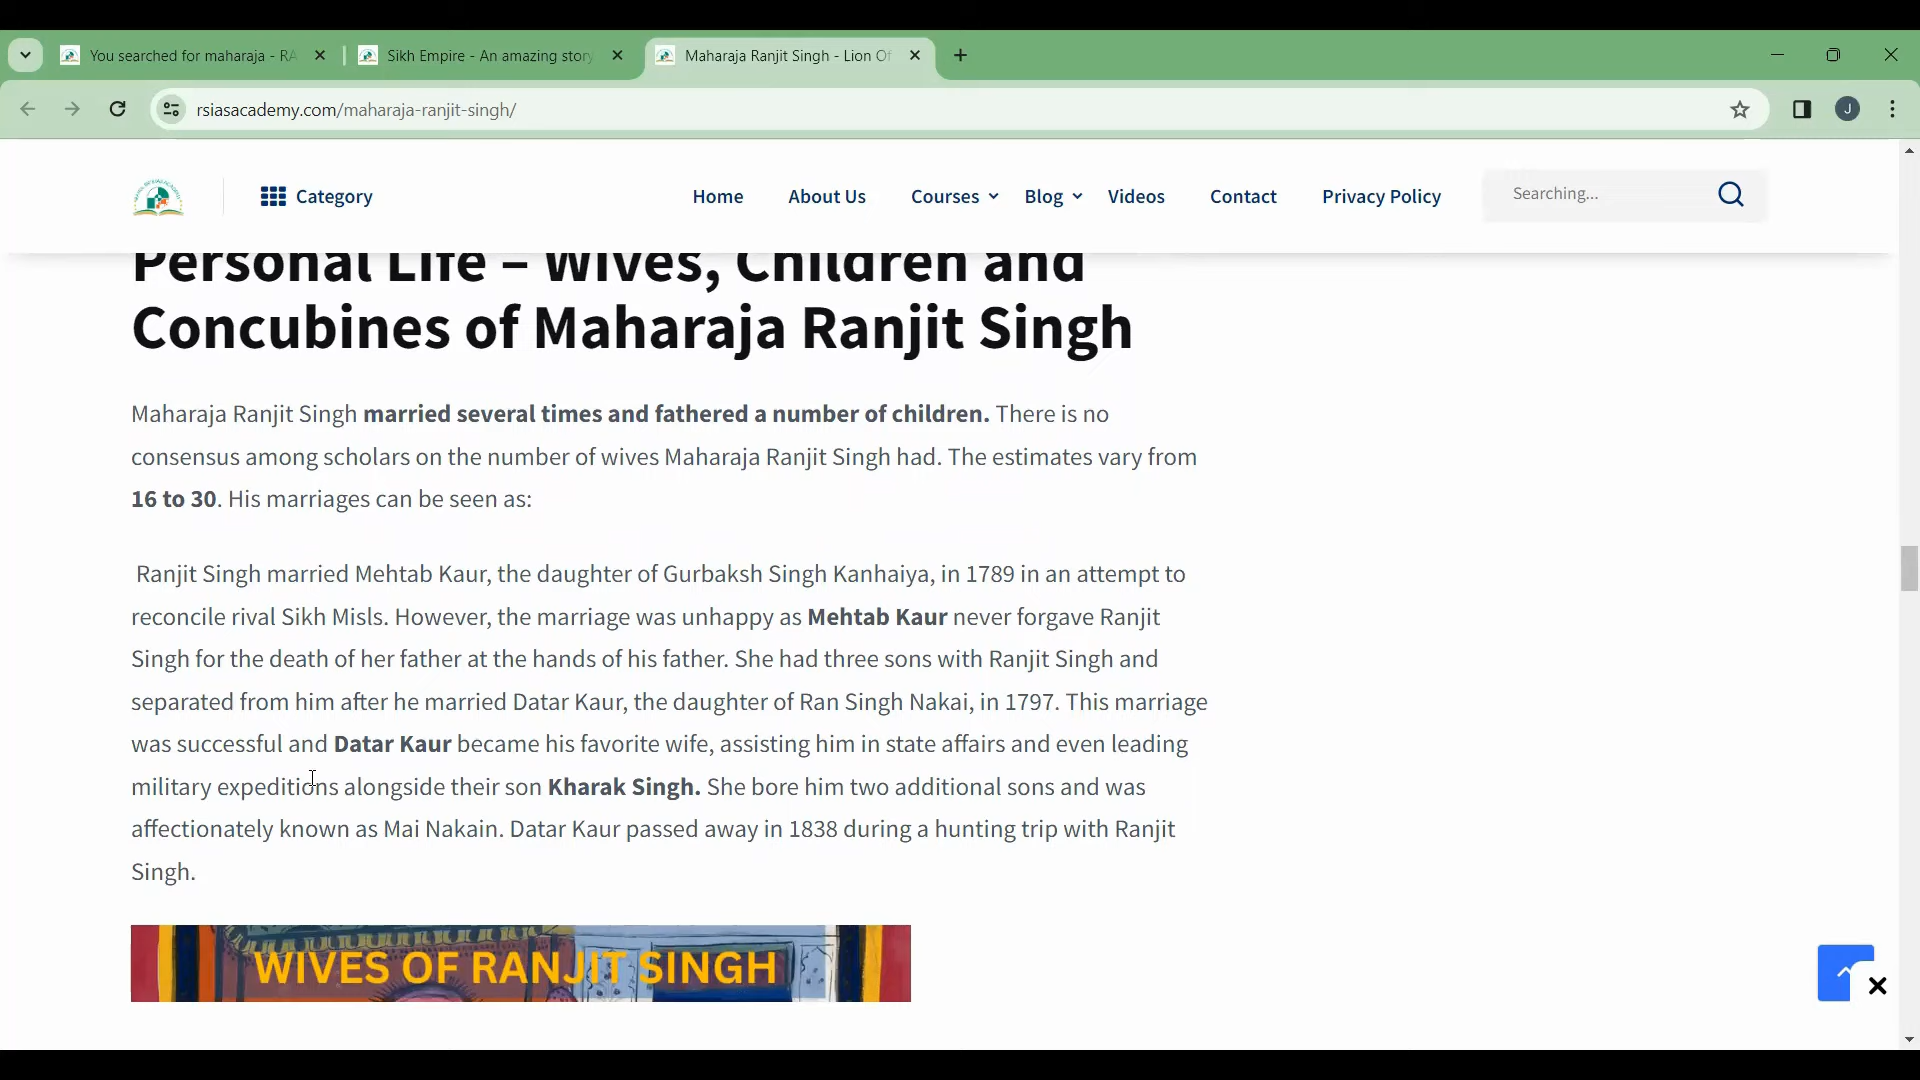 You searched for maharaja - RA
Sikh Empire - An amazing story
Maharaja Ranjit Singh - Lion Of
rsiasacademy.com/maharaja-ranjit-singh/
J
Category
Home
About Us
Courses
Blog
Videos
Contact
Privacy Policy
Searching...
Personal Life – Wives, Children and
Concubines of Maharaja Ranjit Singh
Maharaja Ranjit Singh married several times and fathered a number of children. There is no
consensus among scholars on the number of wives Maharaja Ranjit Singh had. The estimates vary from
16 to 30. His marriages can be seen as:
Ranjit Singh married Mehtab Kaur, the daughter of Gurbaksh Singh Kanhaiya, in 1789 in an attempt to
reconcile rival Sikh Misls. However, the marriage was unhappy as Mehtab Kaur never forgave Ranjit
Singh for the death of her father at the hands of his father. She had three sons with Ranjit Singh and
separated from him after he married Datar Kaur, the daughter of Ran Singh Nakai, in 1797. This marriage
was successful and Datar Kaur became his favorite wife, assisting him in state affairs and even leading
military expeditions alongside their son Kharak Singh. She bore him two additional sons and was
affectionately known as Mai Nakain. Datar Kaur passed away in 1838 during a hunting trip with Ranjit
Singh.
WIVES OF RANJIT SINGH